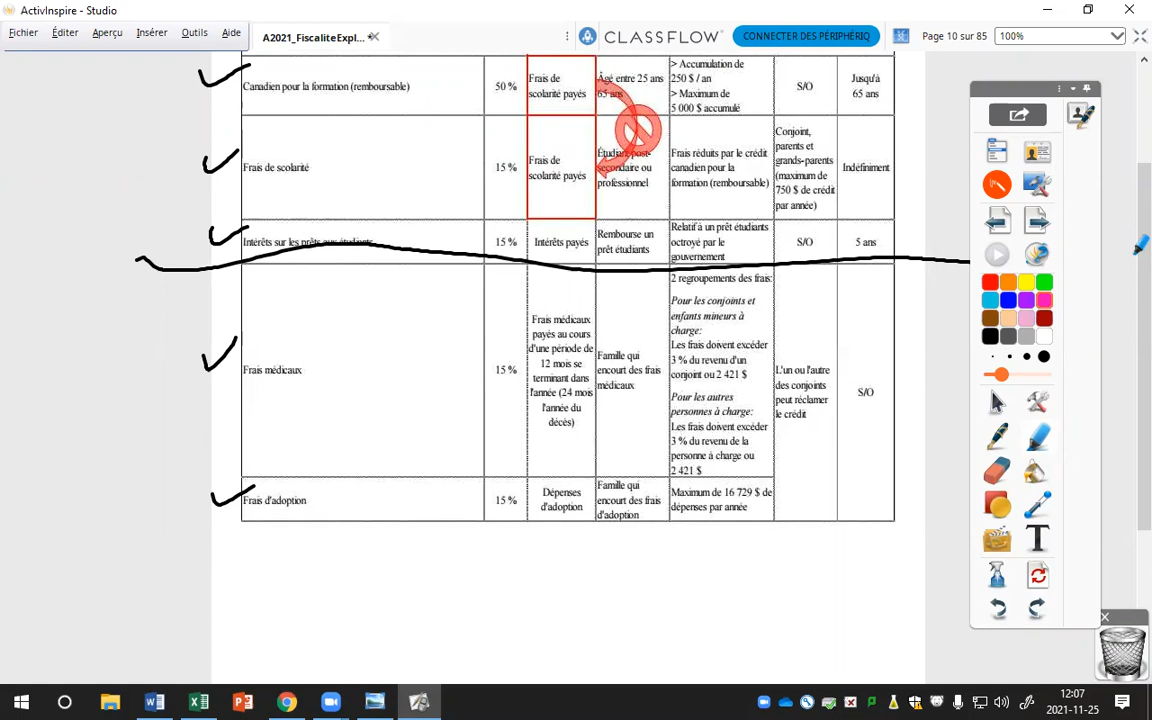 ActivInspire - Studio
Fichier Éditer Aperçu Insérer Outils Aide
A2021_FiscaliteExpl...
CLASSFLOW
CONNECTER DES PÉRIPHÉRIQ
Page 10 sur 85
100%
Canadien pour la formation (remboursable)
50 %
Frais de
scolarité payés
Âgé entre 25 ans
65 ans
> Accumulation de
250 $ / an
> Maximum de
5 000 $ accumulé
S/O
Jusqu'à
65 ans
Frais de scolarité
15 %
Frais de
scolarité payés
Étudiant post-
secondaire ou
professionnel
Frais réduits par le crédit
canadien pour la
formation (remboursable)
Conjoint,
parents et
grands-parents
(maximum de
750 $ de crédit
par année)
Indéfiniment
Intérêts sur les prêts aux étudiants
15 %
Intérêts payés
Rembourse un
prêt étudiants
Relatif à un prêt étudiants
octroyé par le
gouvernement
S/O
5 ans
Frais médicaux
15 %
Frais médicaux
payés au cours
d'une période de
12 mois se
terminant dans
l'année (24 mois
l'année du
décès)
Famille qui
encourt des frais
médicaux
2 regroupements des frais:
Pour les conjoints et
enfants mineurs à
charge:
Les frais doivent excéder
3 % du revenu d'un
conjoint ou 2 421 $
Pour les autres
personnes à charge:
Les frais doivent excéder
3 % du revenu de la
personne à charge ou
2 421 $
L'un ou l'autre
des conjoints
peut réclamer
le crédit
S/O
Frais d'adoption
15 %
Dépenses
d'adoption
Famille qui
encourt des frais
d'adoption
Maximum de 16 729 $ de
dépenses par année
12:07
2021-11-25